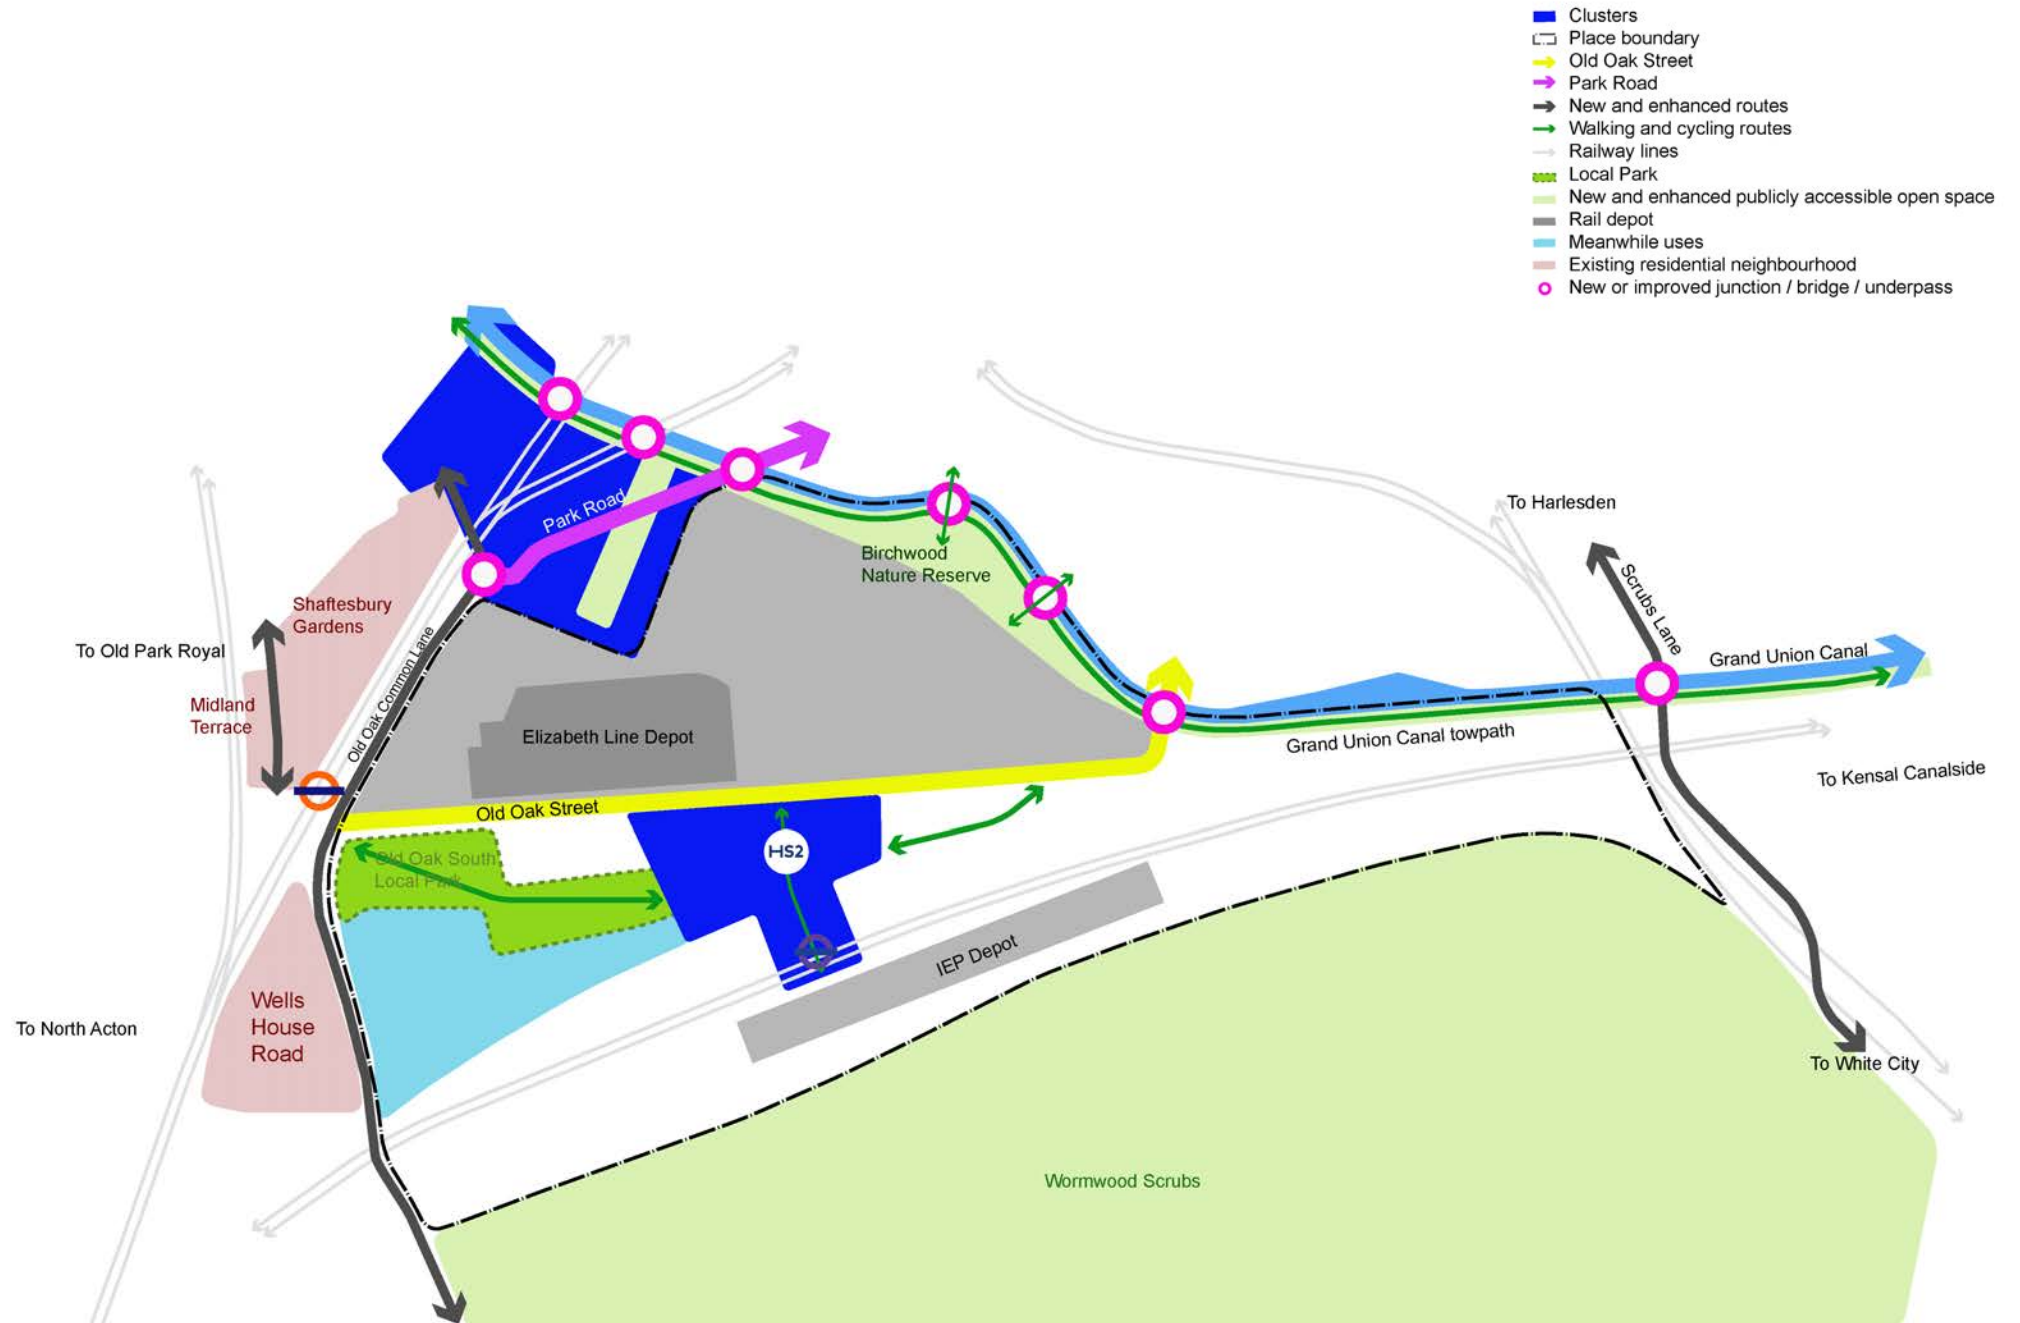 Clusters
Place boundary
Old Oak Street
Park Road
New and enhanced routes
Walking and cycling routes
Railway lines
Local Park
New and enhanced publicly accessible open space
Rail depot
Meanwhile uses
Existing residential neighbourhood
New or improved junction / bridge / underpass
To Harlesden
Park Road
Birchwood
Nature Reserve
Scrubs Lane
Shaftesbury
Gardens
To Old Park Royal
Old Oak Common Lane
Grand Union Canal
Midland
Terrace
Elizabeth Line Depot
Grand Union Canal towpath
To Kensal Canalside
Old Oak Street
HS2
Old Oak South
Local Park
IEP Depot
Wells
House
Road
To North Acton
To White City
Wormwood Scrubs